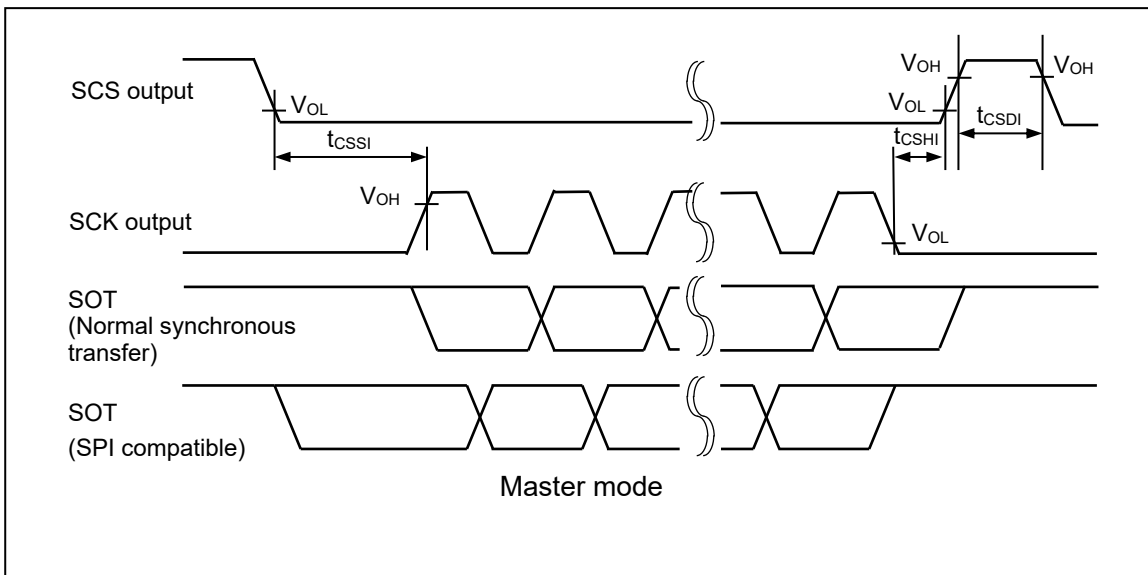 SCS output
VOL
tCSSI
VOH
VOL
tCSHI
tCSDI
VOH
SCK output
VOH
VOL
SOT
(Normal synchronous
transfer)
SOT
(SPI compatible)
Master mode